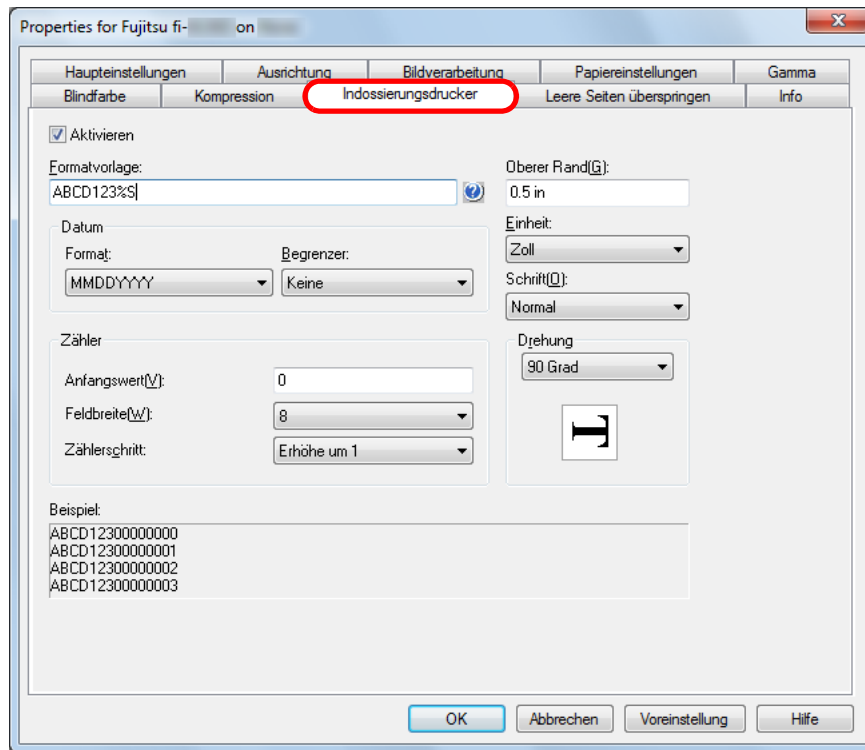 Properties for Fujitsu fi- on
Haupteinstellungen Ausrichtung Bildverarbeitung Papiereinstellungen Gamma
Blindfarbe Kompression Indossierungsdrucker Leere Seiten überspringen Info
Aktivieren
Formatvorlage:
ABCD123%S
Oberer Rand(G):
0.5 in
Datum
Format:
MMDDYYYY
Begrenzer:
Keine
Einheit:
Zoll
Schrift(O):
Normal
Zähler
Anfangswert(V):
0
Feldbreite(W):
8
Zählerschritt:
Erhöhe um 1
Drehung
90 Grad
T
Beispiel:
ABCD12300000000
ABCD12300000001
ABCD12300000002
ABCD12300000003
OK Abbrechen Voreinstellung Hilfe